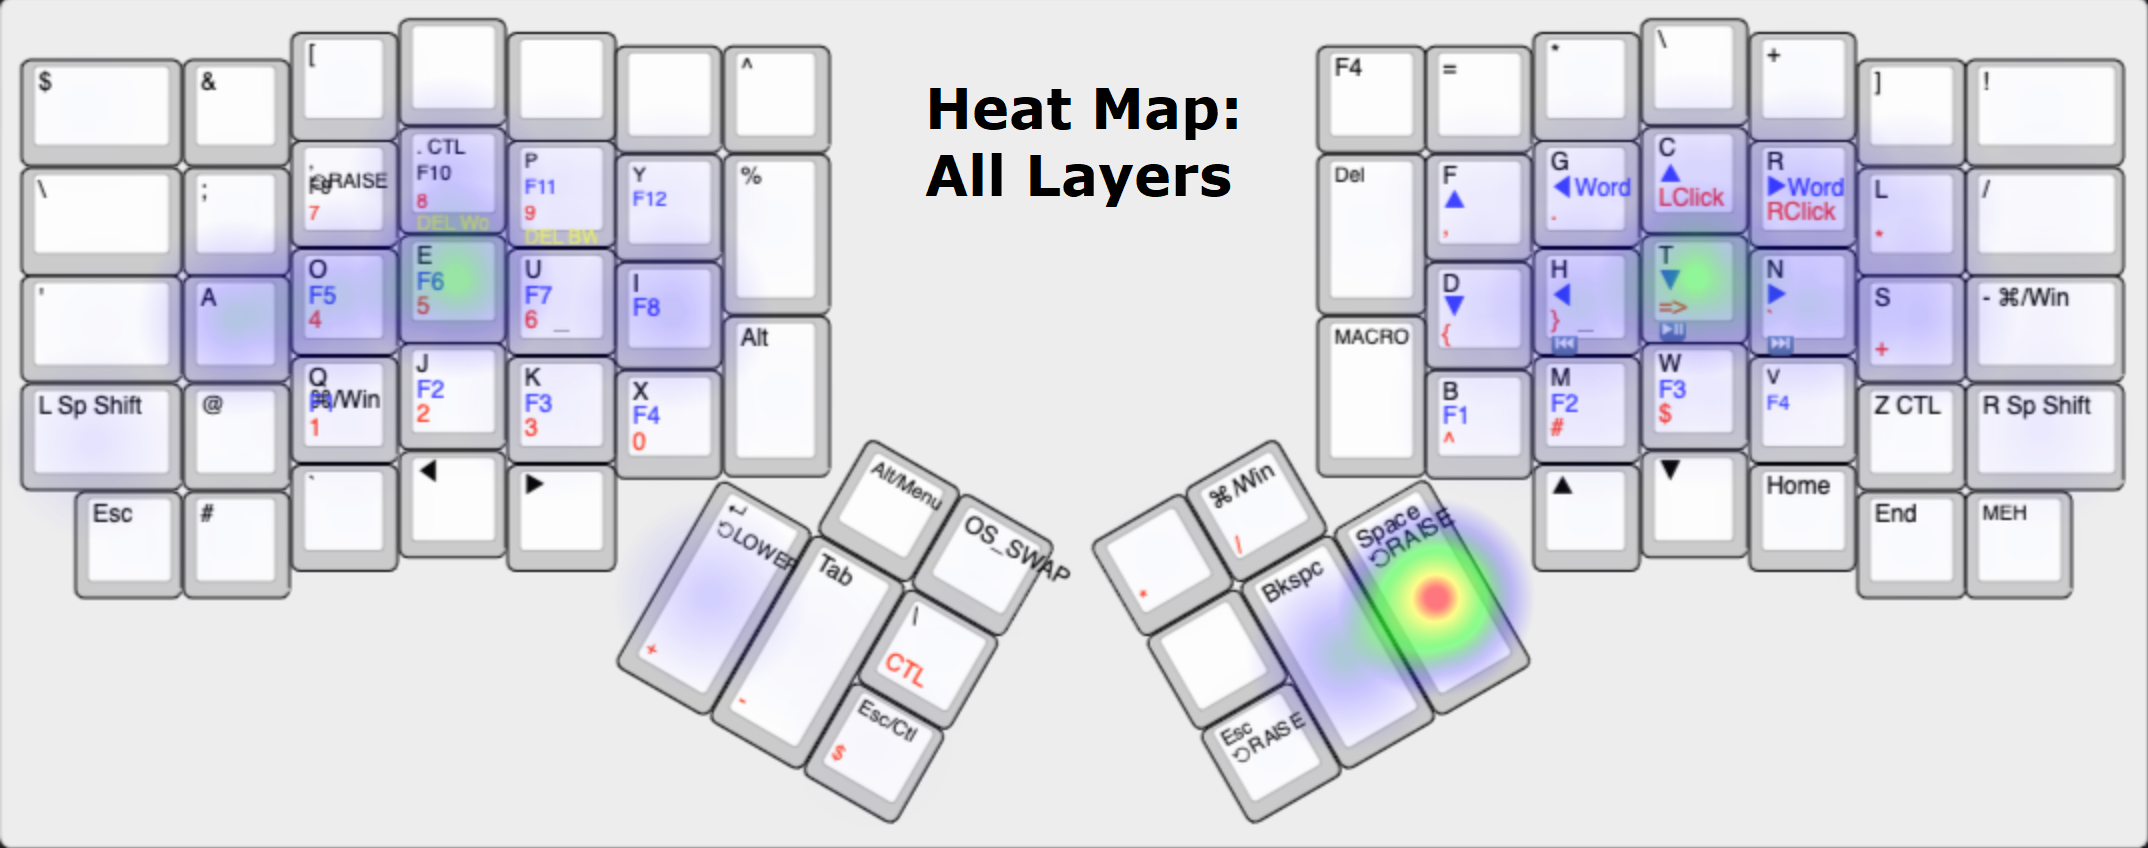 Heat Map:
All Layers
$
&
[
^
\
;
RAISE
7
. CTL
F10
8
DEL Wo
P
F11
9
DEL BW
Y
F12
%
'
A
O
F5
4
E
F6
5
U
F7
6 _
I
F8
Alt
L Sp Shift
@
Q
⌘/Win
1
J
F2
2
K
F3
3
X
F4
0
Esc
#
`
◀
▶
↵
LOWER
+
Tab
-
Alt/Menu
OS_SWAP
|
CTL
Esc/Ctl
$
F4
=
*
\
+
]
!
Del
F
▲
,
G
◀ Word
.
C
▲
LClick
R
▶Word
RClick
L
*
/
MACRO
D
▼
{
H
◀
} _
⏮
T
▼
=>
⏯
N
▶
`
⏭
S
+
- ⌘/Win
B
F1
^
M
F2
#
W
F3
$
V
F4
Z CTL
R Sp Shift
▲
▼
Home
End
MEH
*
⌘/Win
|
Esc
RAISE
Bkspc
Space
RAISE